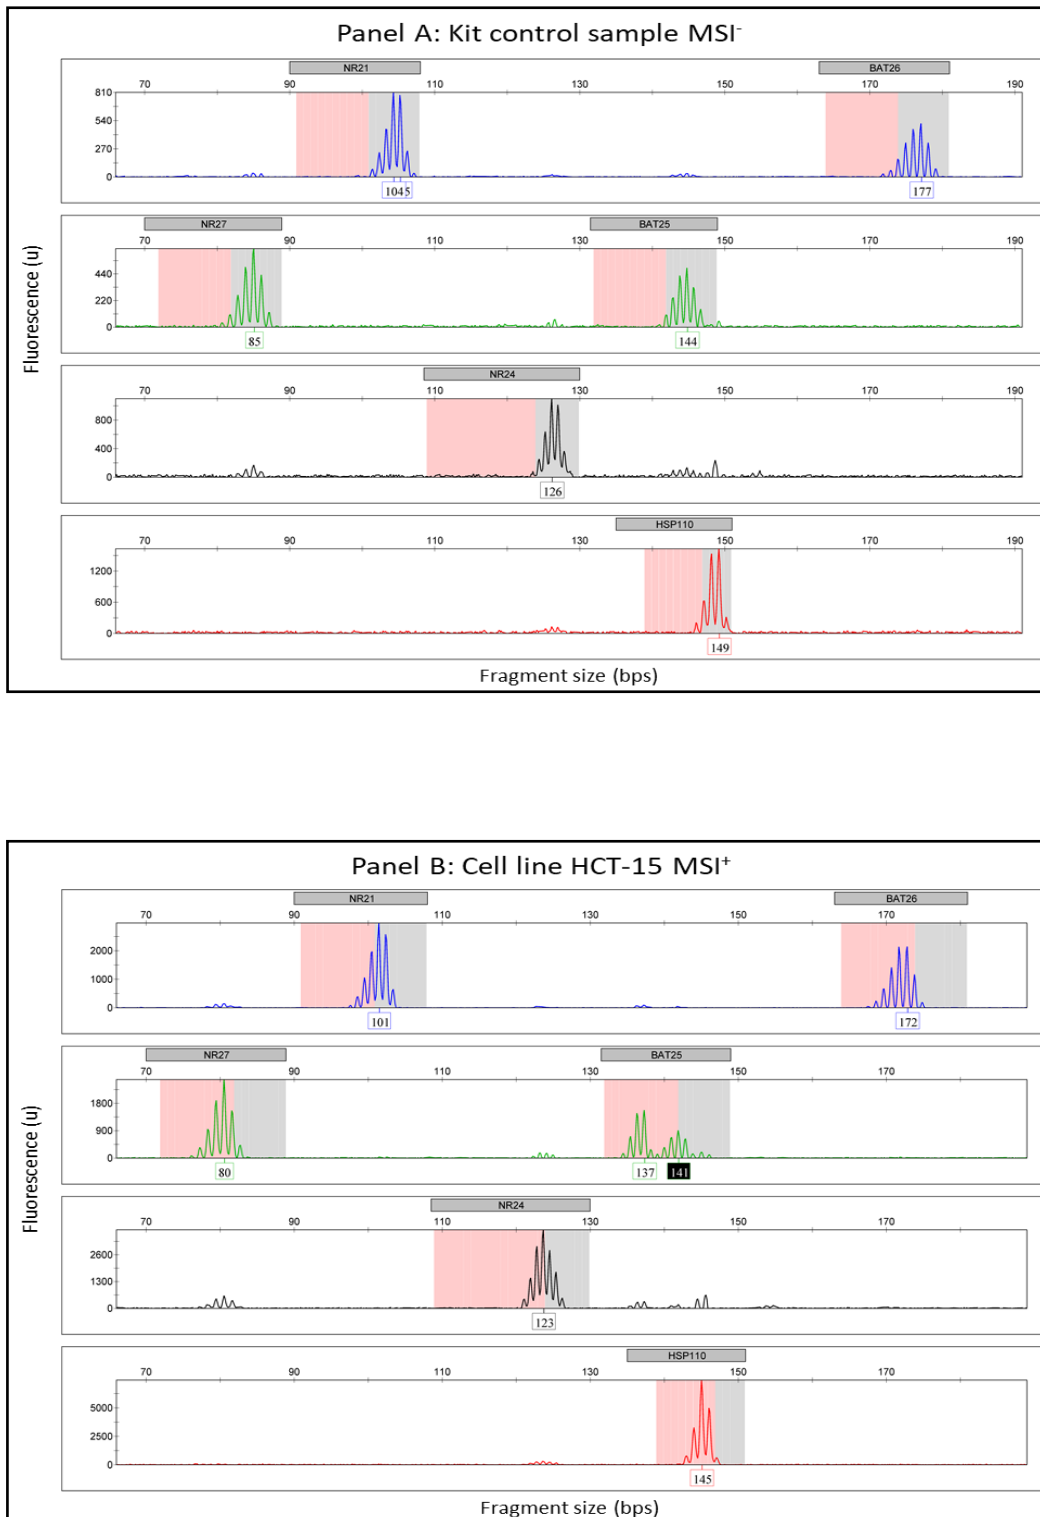 Panel A: Kit control sample MSI-
NR21 BAT26
70 90 110 130 150 170 190
810
540
270
0
104 5 177
NR27 BAT25
70 90 110 130 150 170 190
440
220
0
85 144
NR24
70 90 110 130 150 170 190
800
400
0
126
HSP110
70 90 110 130 150 170 190
1200
600
0
149
Fluorescence (u)
Fragment size (bps)
Panel B: Cell line HCT-15 MSI+
NR21 BAT26
70 90 110 130 150 170
2000
1000
0
101 172
NR27 BAT25
70 90 110 130 150 170
1800
900
0
80 137 141
NR24
70 90 110 130 150 170
2600
1300
0
123
HSP110
70 90 110 130 150 170
5000
2500
0
145
Fluorescence (u)
Fragment size (bps)